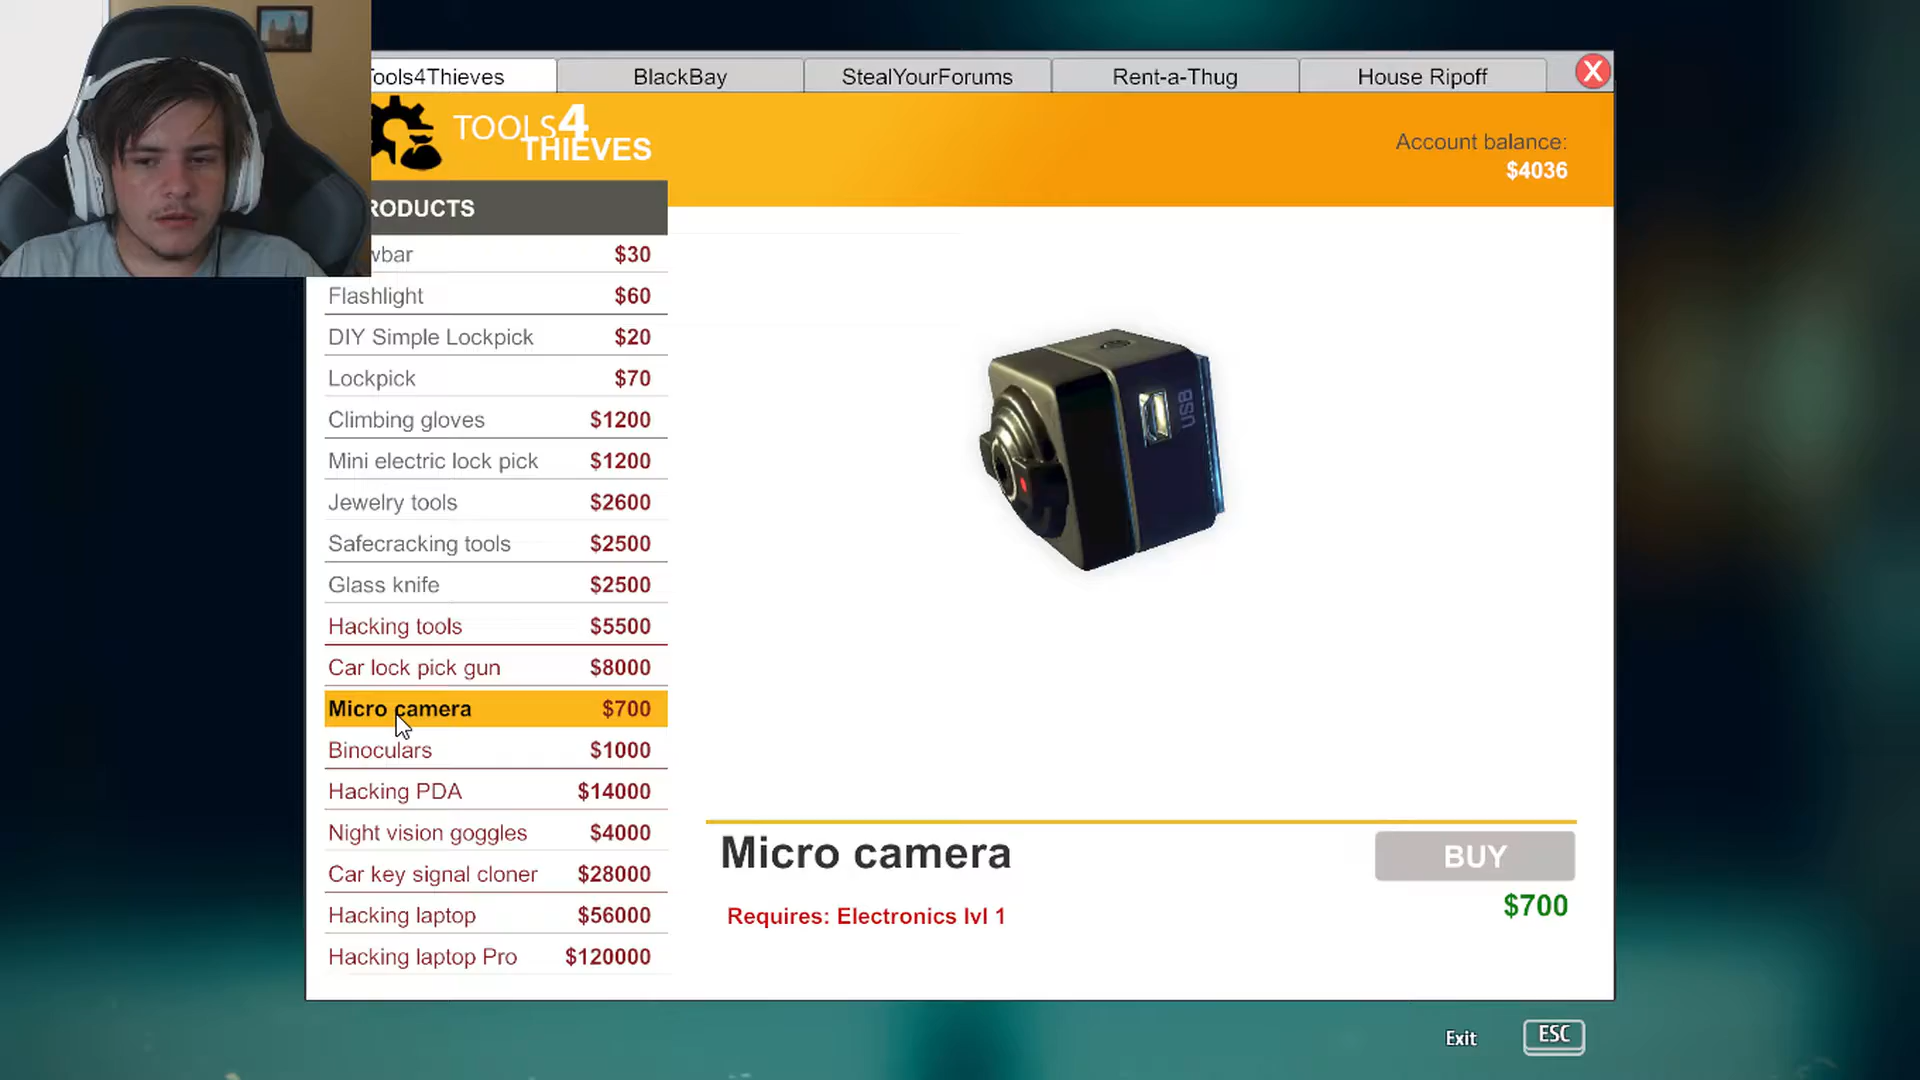 Tools4Thieves
BlackBay
StealYourForums
Rent-a-Thug
House Ripoff
X
TOOLS4
THIEVES
Account balance:
$4036
RODUCTS
wbar $30
Flashlight $60
DIY Simple Lockpick $20
Lockpick $70
Climbing gloves $1200
Mini electric lock pick $1200
Jewelry tools $2600
Safecracking tools $2500
Glass knife $2500
Hacking tools $5500
Car lock pick gun $8000
Micro camera $700
Binoculars $1000
Hacking PDA $14000
Night vision goggles $4000
Car key signal cloner $28000
Hacking laptop $56000
Hacking laptop Pro $120000
USB
Micro camera
BUY
$700
Requires: Electronics lvl 1
Exit ESC